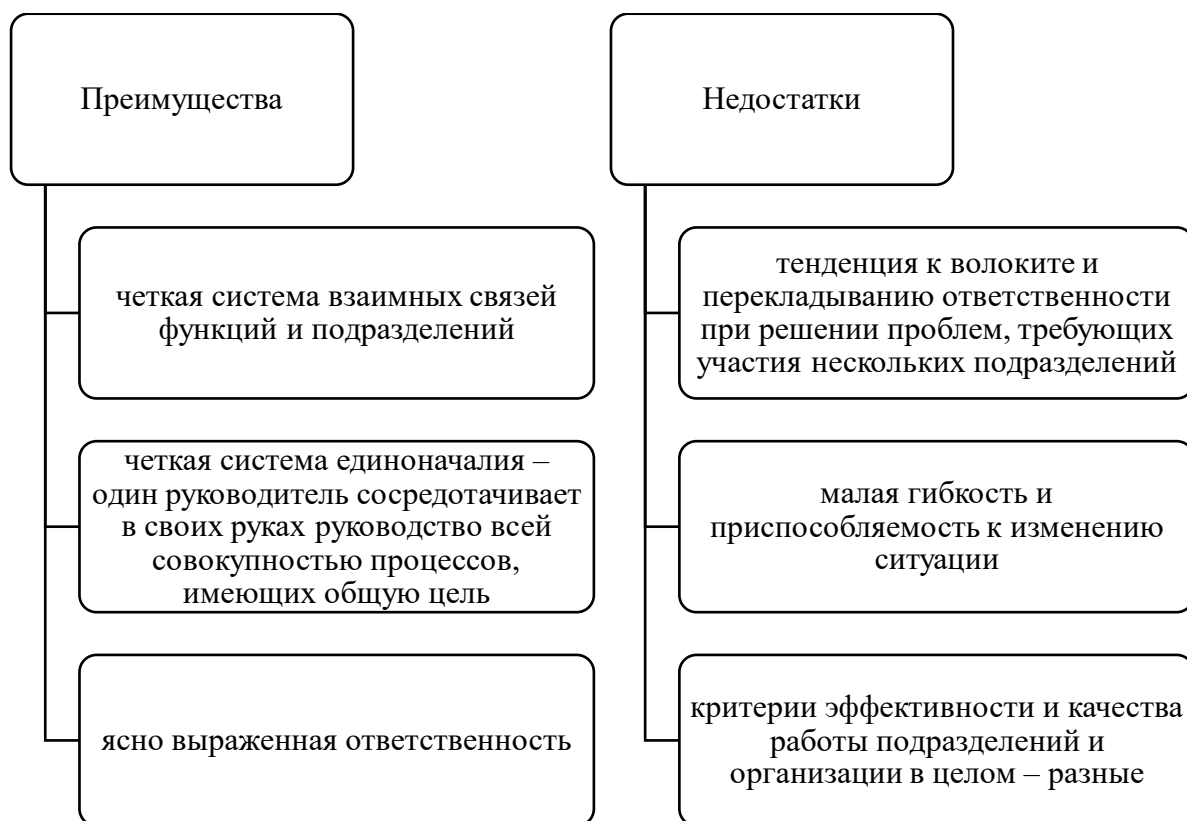 Преимущества
четкая система взаимных связей
функций и подразделений
четкая система единоначалия –
один руководитель сосредотачивает
в своих руках руководство всей
совокупностью процессов,
имеющих общую цель
ясно выраженная ответственность
Недостатки
тенденция к волоките и
перекладыванию ответственности
при решении проблем, требующих
участия нескольких подразделений
малая гибкость и
приспособляемость к изменению
ситуации
критерии эффективности и качества
работы подразделений и
организации в целом – разные